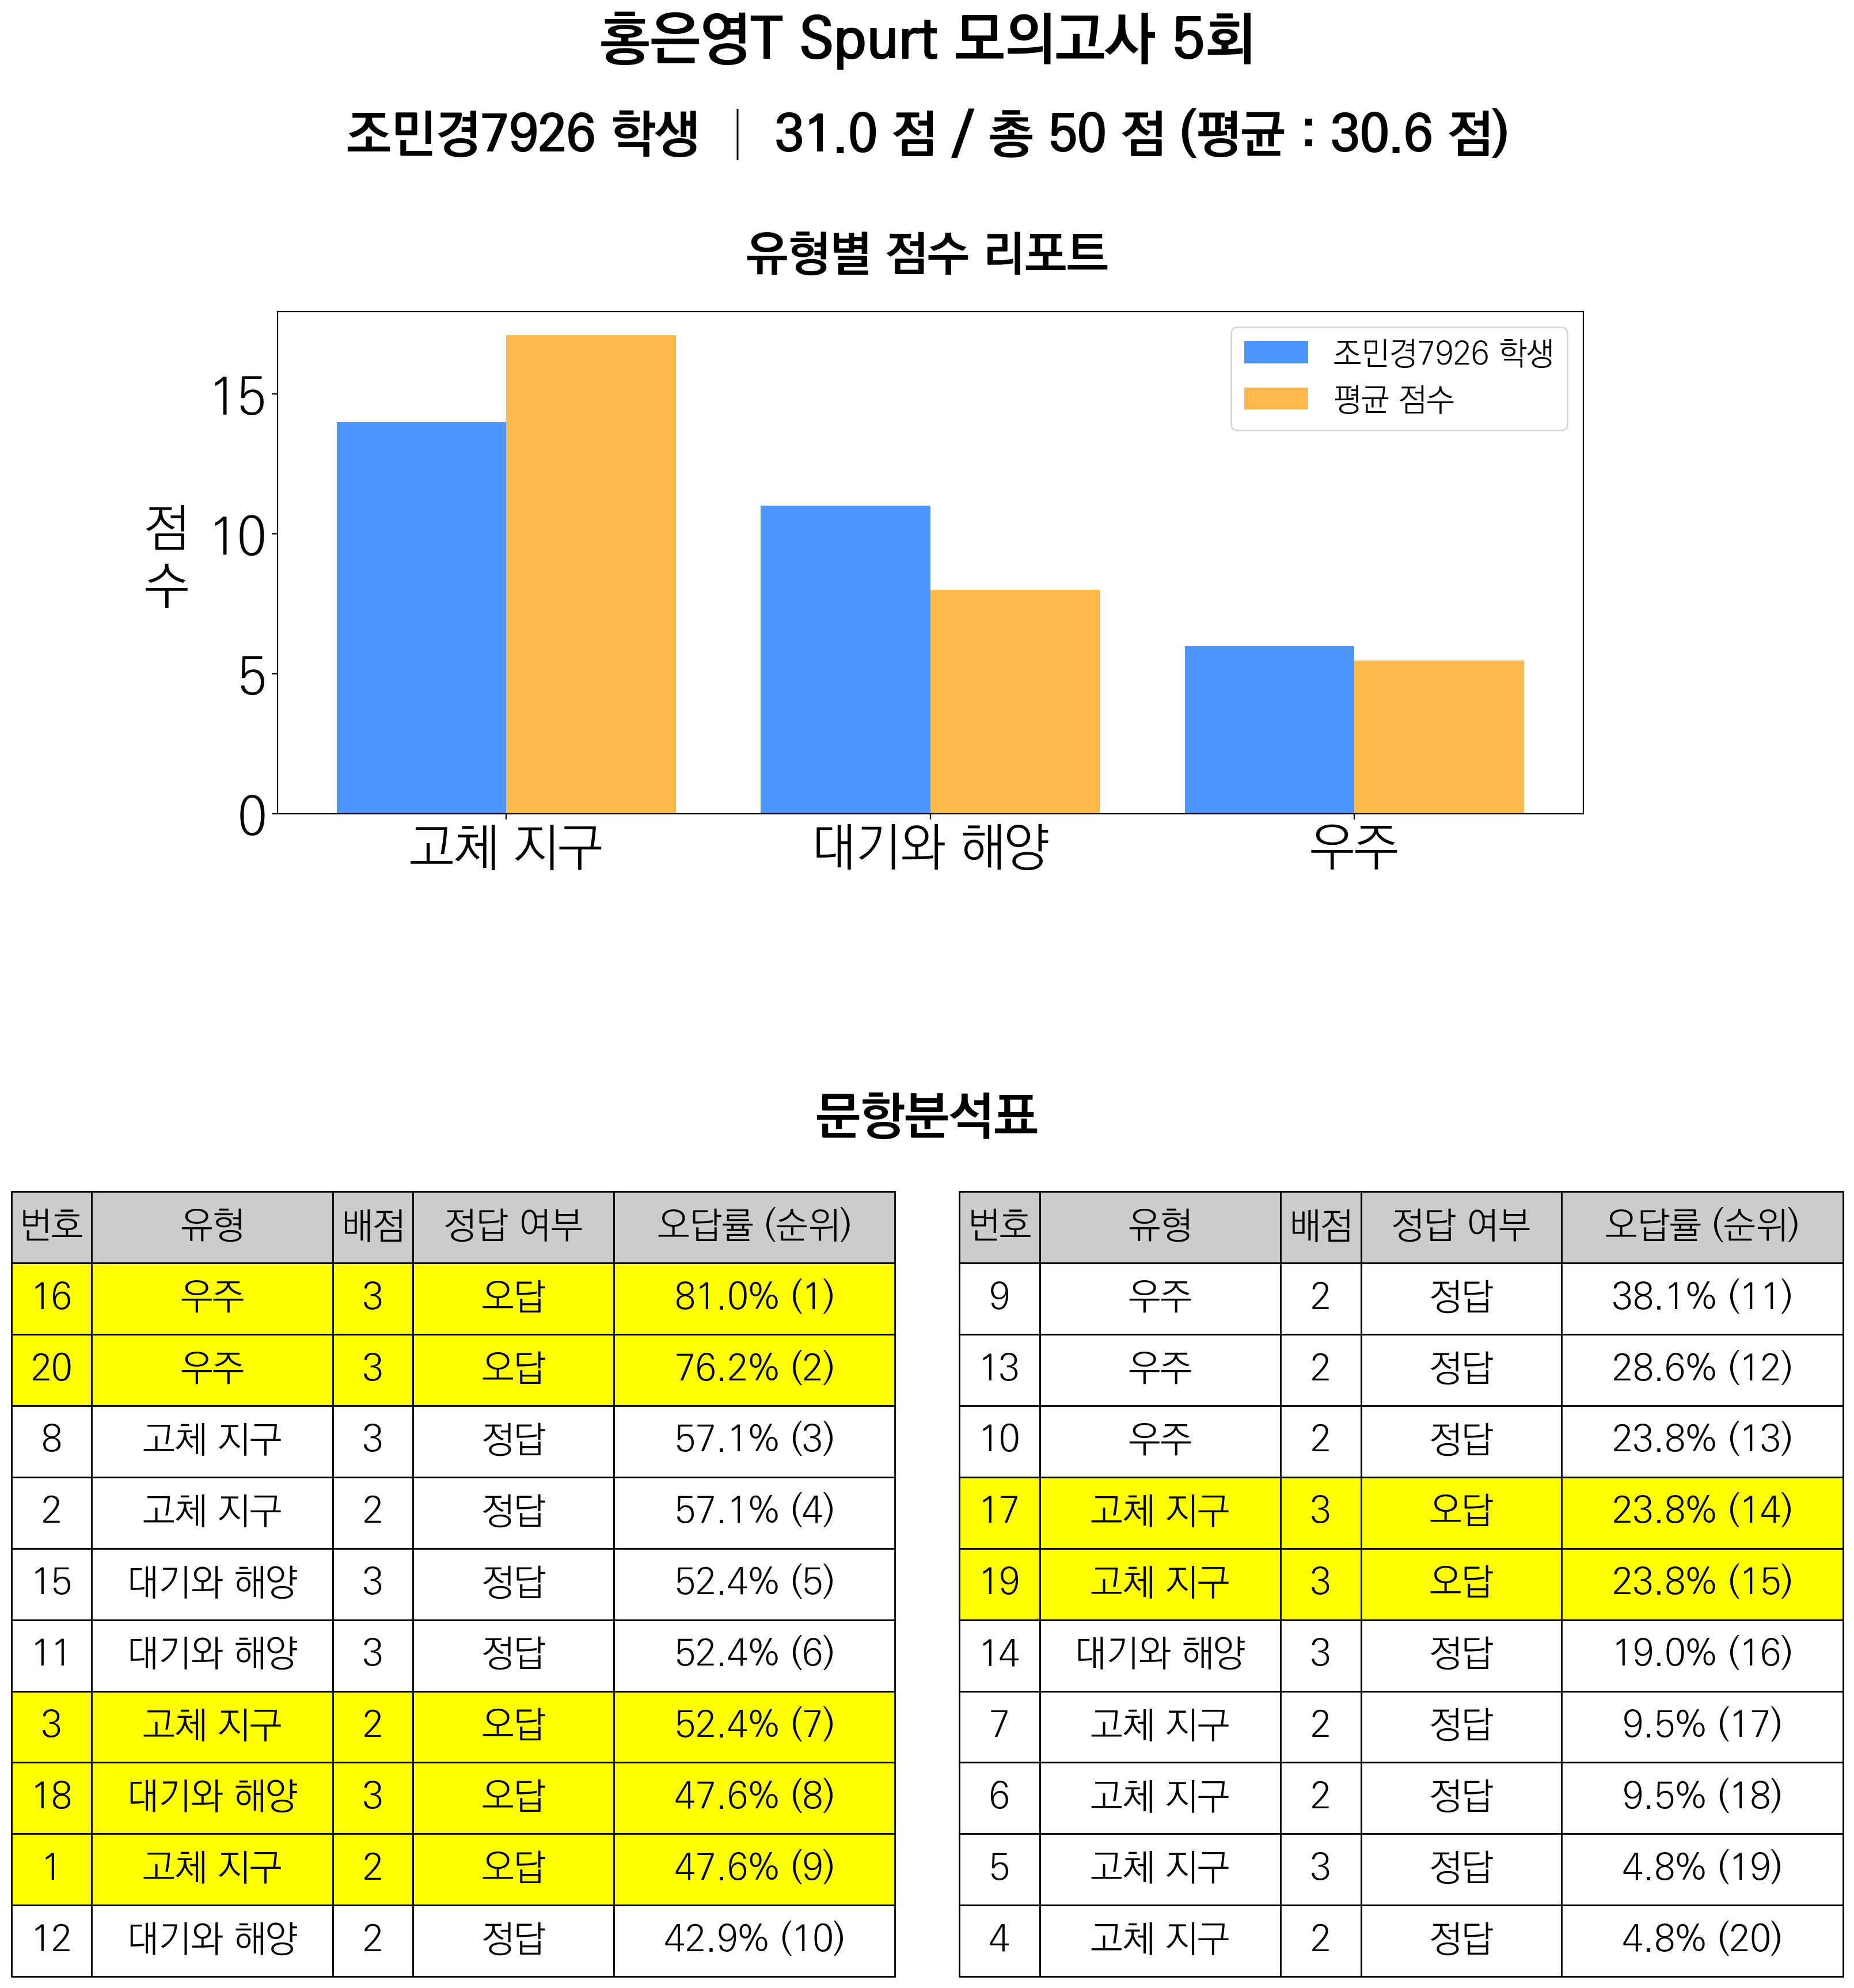 홍은영T Spurt 모의고사 5회
조민경7926 학생 | 31.0 점 / 총 50 점 (평균 : 30.6 점)
유형별 점수 리포트
조민경7926 학생
평균 점수
점수
15
10
5
0
고체 지구 대기와 해양 우주
문항분석표
번호 유형 배점 정답 여부 오답률 (순위)
16 우주 3 오답 81.0% (1)
20 우주 3 오답 76.2% (2)
8 고체 지구 3 정답 57.1% (3)
2 고체 지구 2 정답 57.1% (4)
15 대기와 해양 3 정답 52.4% (5)
11 대기와 해양 3 정답 52.4% (6)
3 고체 지구 2 오답 52.4% (7)
18 대기와 해양 3 오답 47.6% (8)
1 고체 지구 2 오답 47.6% (9)
12 대기와 해양 2 정답 42.9% (10)
번호 유형 배점 정답 여부 오답률 (순위)
9 우주 2 정답 38.1% (11)
13 우주 2 정답 28.6% (12)
10 우주 2 정답 23.8% (13)
17 고체 지구 3 오답 23.8% (14)
19 고체 지구 3 오답 23.8% (15)
14 대기와 해양 3 정답 19.0% (16)
7 고체 지구 2 정답 9.5% (17)
6 고체 지구 2 정답 9.5% (18)
5 고체 지구 3 정답 4.8% (19)
4 고체 지구 2 정답 4.8% (20)